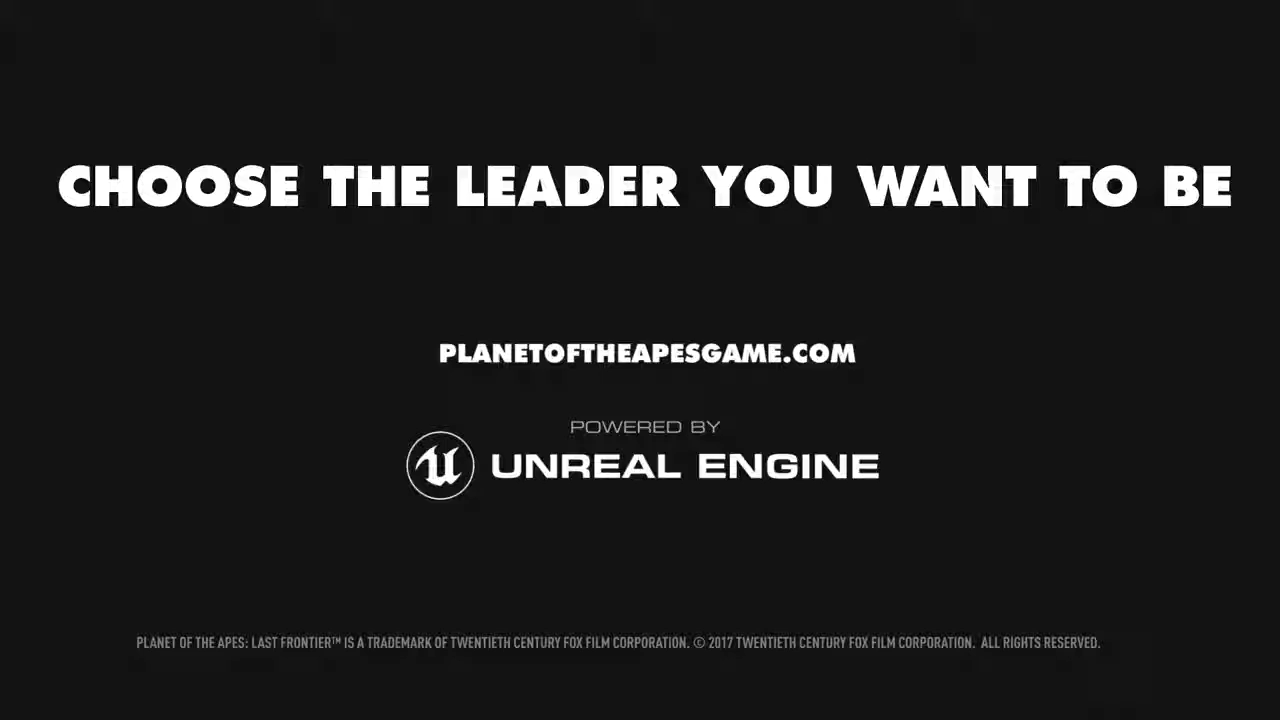 CHOOSE THE LEADER YOU WANT TO BE
PLANETOFTHEAPESGAME.COM
POWERED BY
UNREAL ENGINE
PLANET OF THE APES: LAST FRONTIER™ IS A TRADEMARK OF TWENTIETH CENTURY FOX FILM CORPORATION. © 2017 TWENTIETH CENTURY FOX FILM CORPORATION. ALL RIGHTS RESERVED.